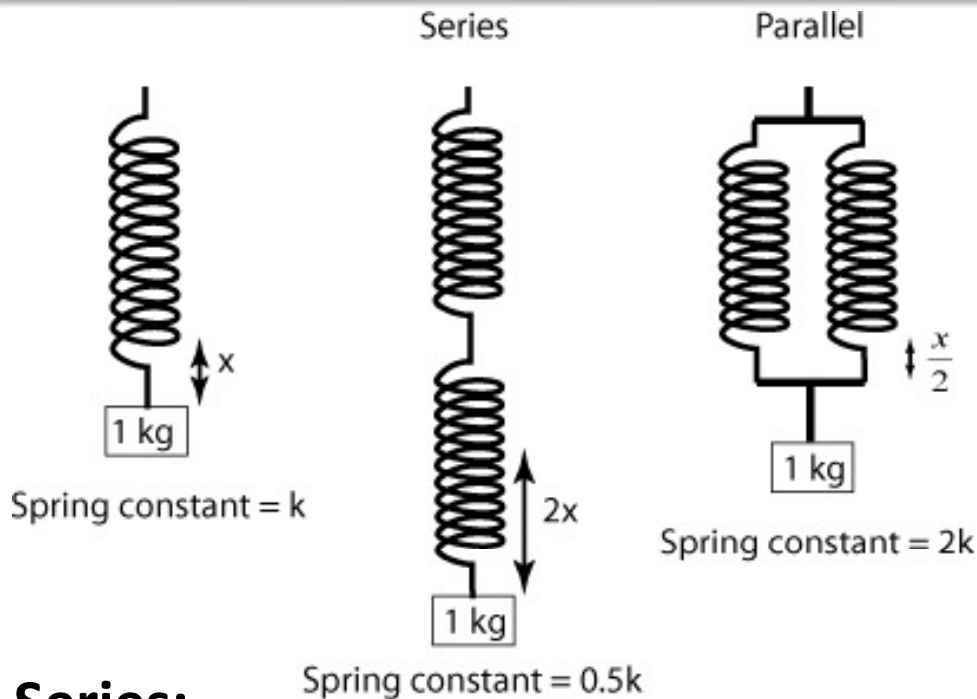 Series
Parallel
x
1 kg
Spring constant = k
2x
1 kg
Spring constant = 0.5k
x
2
1 kg
Spring constant = 2k
Series: